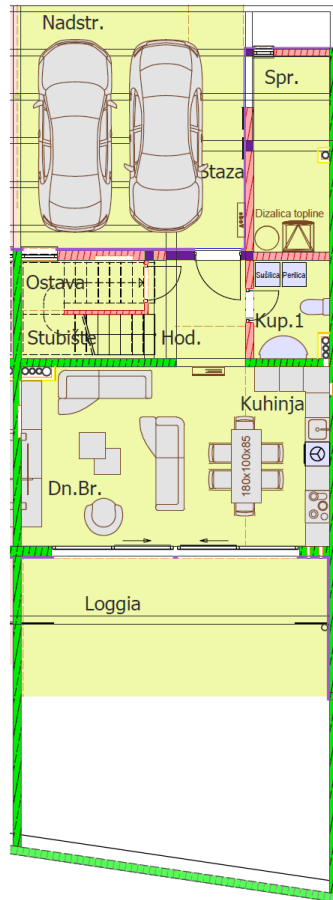 Nadstr.
Spr.
Staza
Dizalica topline
Ostava
Sušilica
Perilica
Stubište
Hod.
Kup.1
Kuhinja
180x100x85
Dn.Br.
Loggia